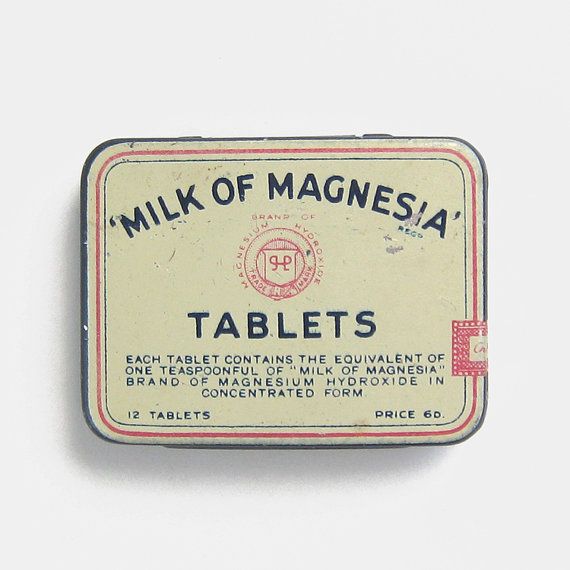 'MILK OF MAGNESIA'
REGD
BRAND OF
MAGNESIUM HYDROXIDE
TRADE MARK
TABLETS
EACH TABLET CONTAINS THE EQUIVALENT OF
ONE TEASPOONFUL OF "MILK OF MAGNESIA"
BRAND OF MAGNESIUM HYDROXIDE IN
CONCENTRATED FORM.
12 TABLETS PRICE 6D.